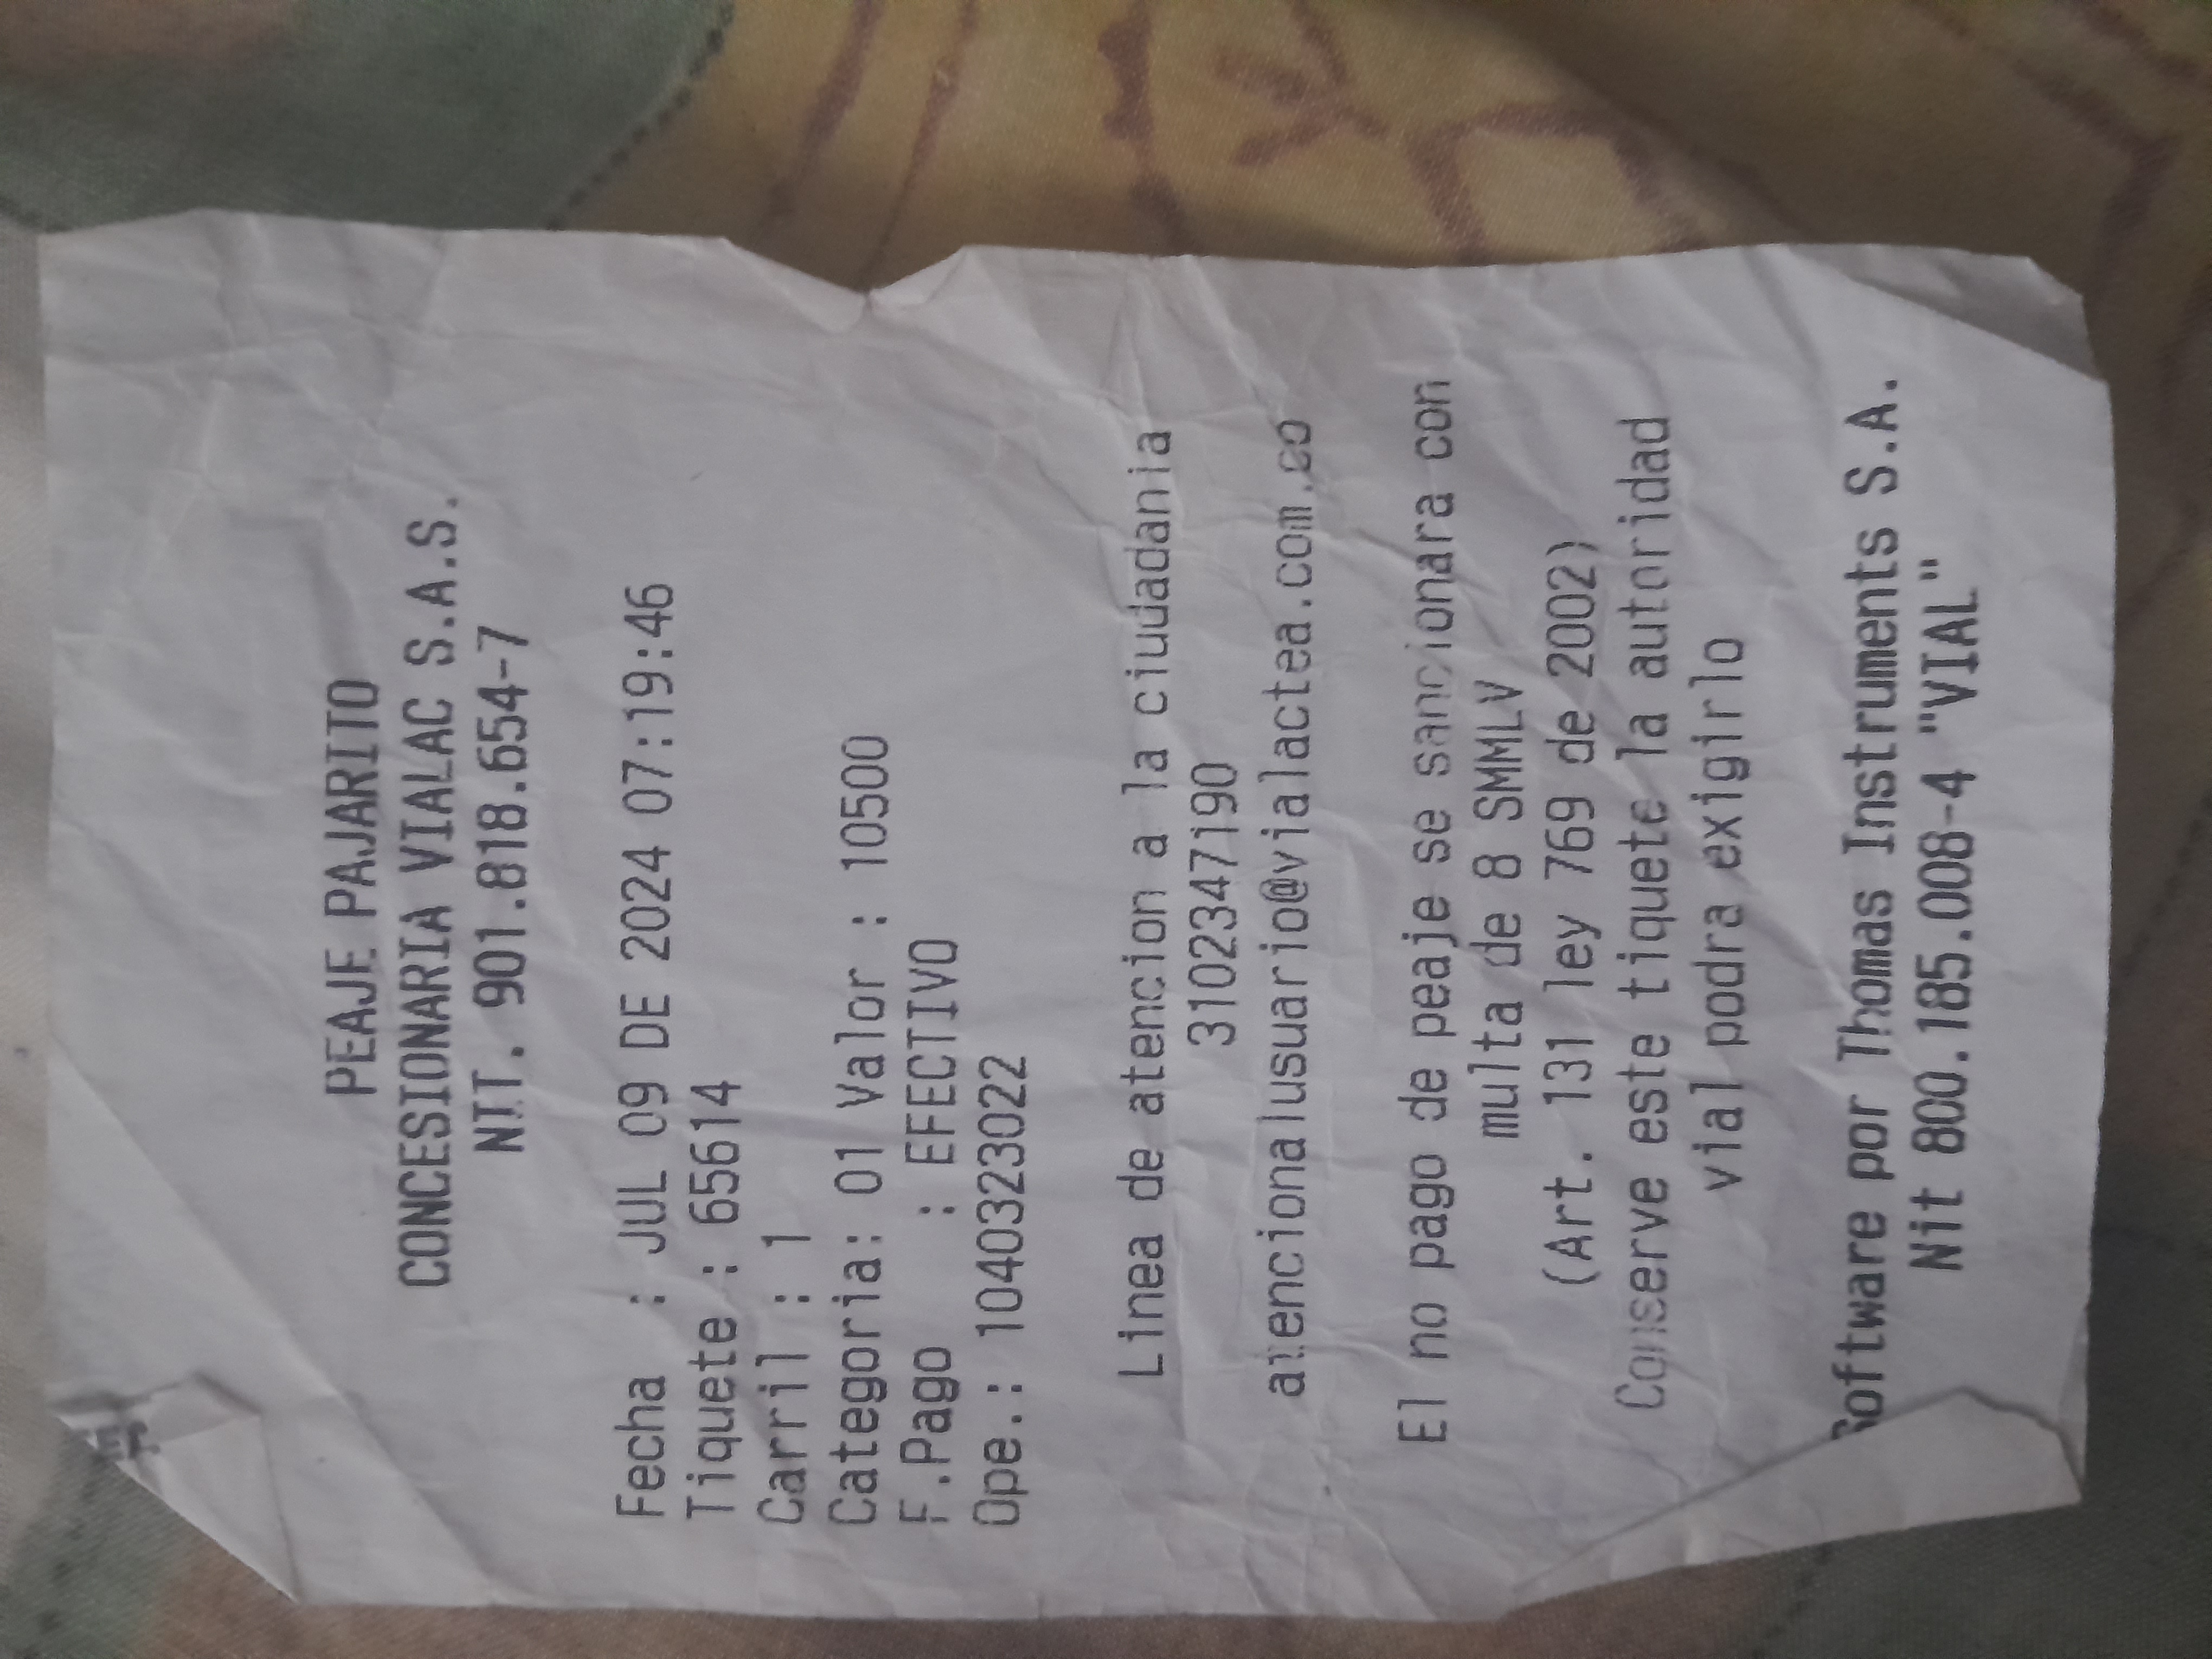 PEAJE PAJARITO
CONCESIONARIA VIALAC S.A.S.
NIT. 901.818.654-7
Fecha : JUL 09 DE 2024 07:19:46
Tiquete : 65614
Carril : 1
Categoria: 01 Valor : 10500
F.Pago : EFECTIVO
Ope.: 1040323022
Linea de atencion a la ciudadania
3102347190
atencionalusuario@vialactea.com.co
El no pago de peaje se sancionara con
multa de 8 SMMLV
(Art. 131 ley 769 de 2002)
Conserve este tiquete la autoridad
vial podra exigirlo
Software por Thomas Instruments S.A.
Nit 800.185.008-4 "VIAL"